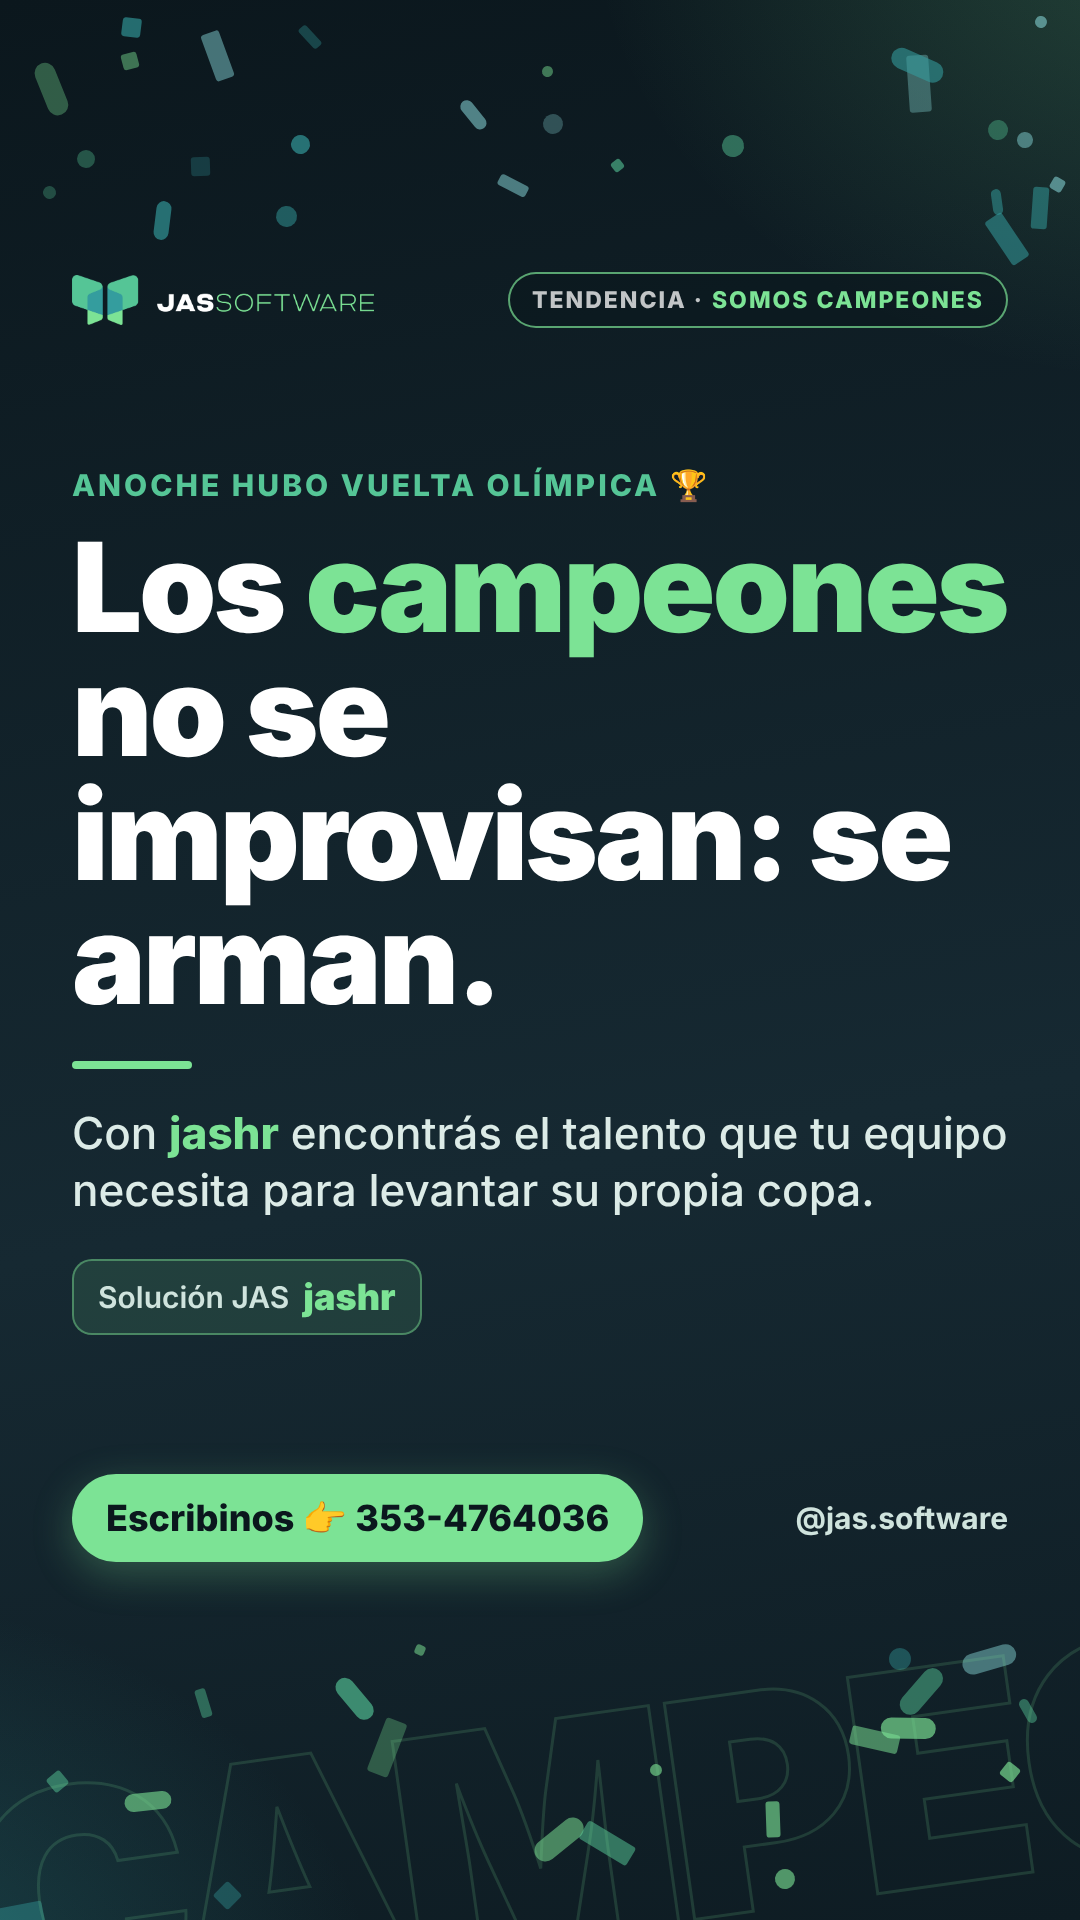 JASSOFTWARE
TENDENCIA · SOMOS CAMPEONES
ANOCHE HUBO VUELTA OLÍMPICA 🏆
Los campeones
no se
improvisan: se
arman.
Con jashr encontrás el talento que tu equipo
necesita para levantar su propia copa.
Solución JAS jashr
Escribinos 👉 353-4764036
@jas.software
CAMPEO